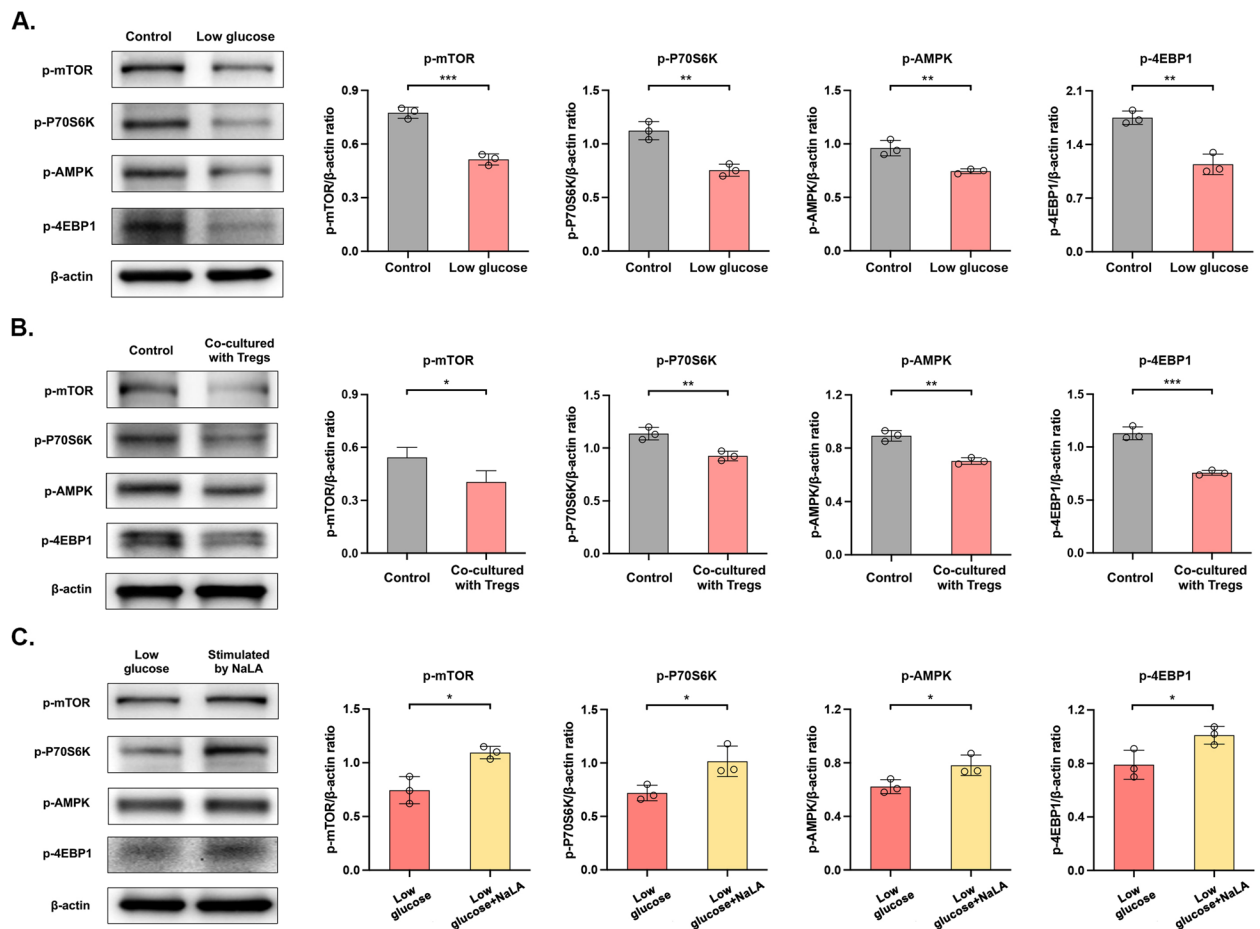 A.
Control Low glucose
p-mTOR
p-P70S6K
p-AMPK
p-4EBP1
β-actin
p-mTOR
***
p-mTOR/β-actin ratio
0.9
0.6
0.3
0.0
Control Low glucose
p-P70S6K
**
p-P70S6K/β-actin ratio
1.5
1.0
0.5
0.0
Control Low glucose
p-AMPK
**
p-AMPK/β-actin ratio
1.5
1.0
0.5
0.0
Control Low glucose
p-4EBP1
**
p-4EBP1/β-actin ratio
2.1
1.4
0.7
0.0
Control Low glucose
B.
Control
Co-cultured
with Tregs
p-mTOR
p-P70S6K
p-AMPK
p-4EBP1
β-actin
p-mTOR
*
p-mTOR/β-actin ratio
0.9
0.6
0.3
0.0
Control
Co-cultured
with Tregs
p-P70S6K
**
p-P70S6K/β-actin ratio
1.5
1.0
0.5
0.0
Control
Co-cultured
with Tregs
p-AMPK
**
p-AMPK/β-actin ratio
1.2
0.9
0.6
0.3
0.0
Control
Co-cultured
with Tregs
p-4EBP1
***
p-4EBP1/β-actin ratio
1.5
1.0
0.5
0.0
Control
Co-cultured
with Tregs
C.
Low
glucose
Stimulated
by NaLA
p-mTOR
p-P70S6K
p-AMPK
p-4EBP1
β-actin
p-mTOR
*
p-mTOR/β-actin ratio
1.5
1.0
0.5
0.0
Low
glucose
Low
glucose+NaLA
p-P70S6K
*
p-P70S6K/β-actin ratio
1.5
1.0
0.5
0.0
Low
glucose
Low
glucose+NaLA
p-AMPK
*
p-AMPK/β-actin ratio
1.2
0.8
0.4
0.0
Low
glucose
Low
glucose+NaLA
p-4EBP1
*
p-4EBP1/β-actin ratio
1.2
0.8
0.4
0.0
Low
glucose
Low
glucose+NaLA